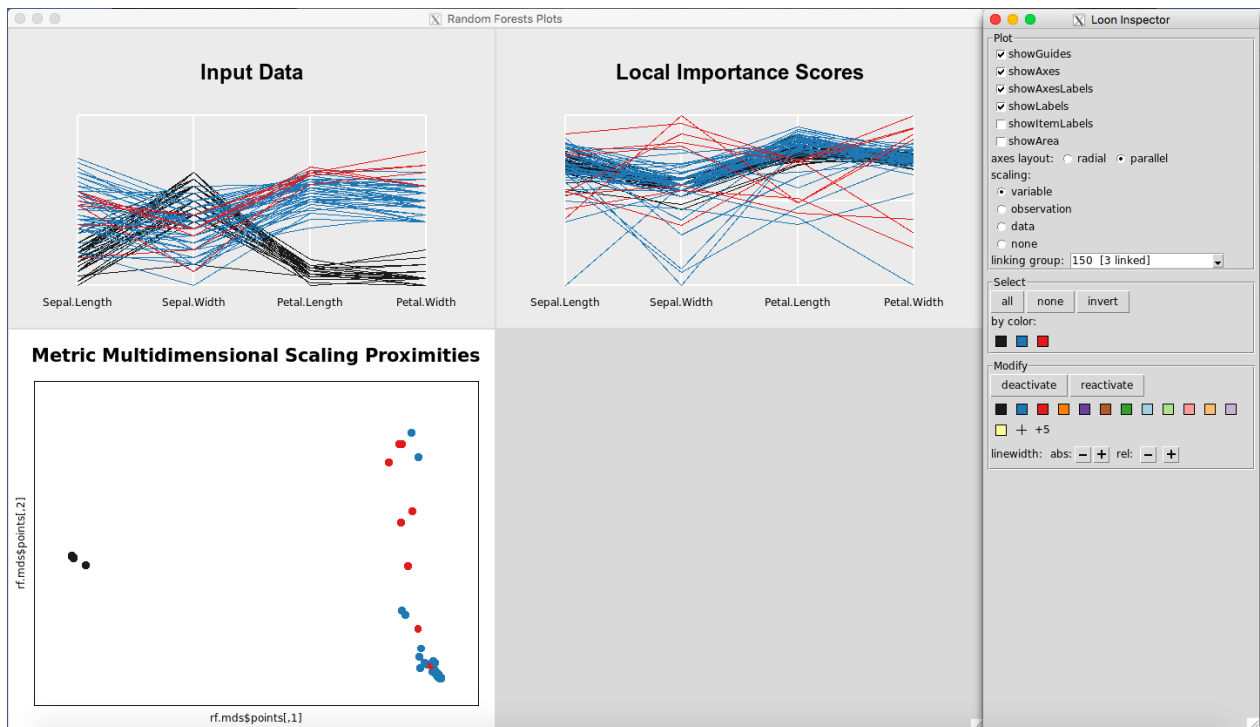 Random Forests Plots
Input Data
Sepal.Length Sepal.Width Petal.Length Petal.Width
Local Importance Scores
Sepal.Length Sepal.Width Petal.Length Petal.Width
Metric Multidimensional Scaling Proximities
rf.mds$points[,2]
rf.mds$points[,1]
Loon Inspector
Plot
showGuides
showAxes
showAxesLabels
showLabels
showItemLabels
showArea
axes layout: radial parallel
scaling:
variable
observation
data
none
linking group: 150 [3 linked]
Select
all none invert
by color:
Modify
deactivate reactivate
+5
linewidth: abs: − + rel: − +